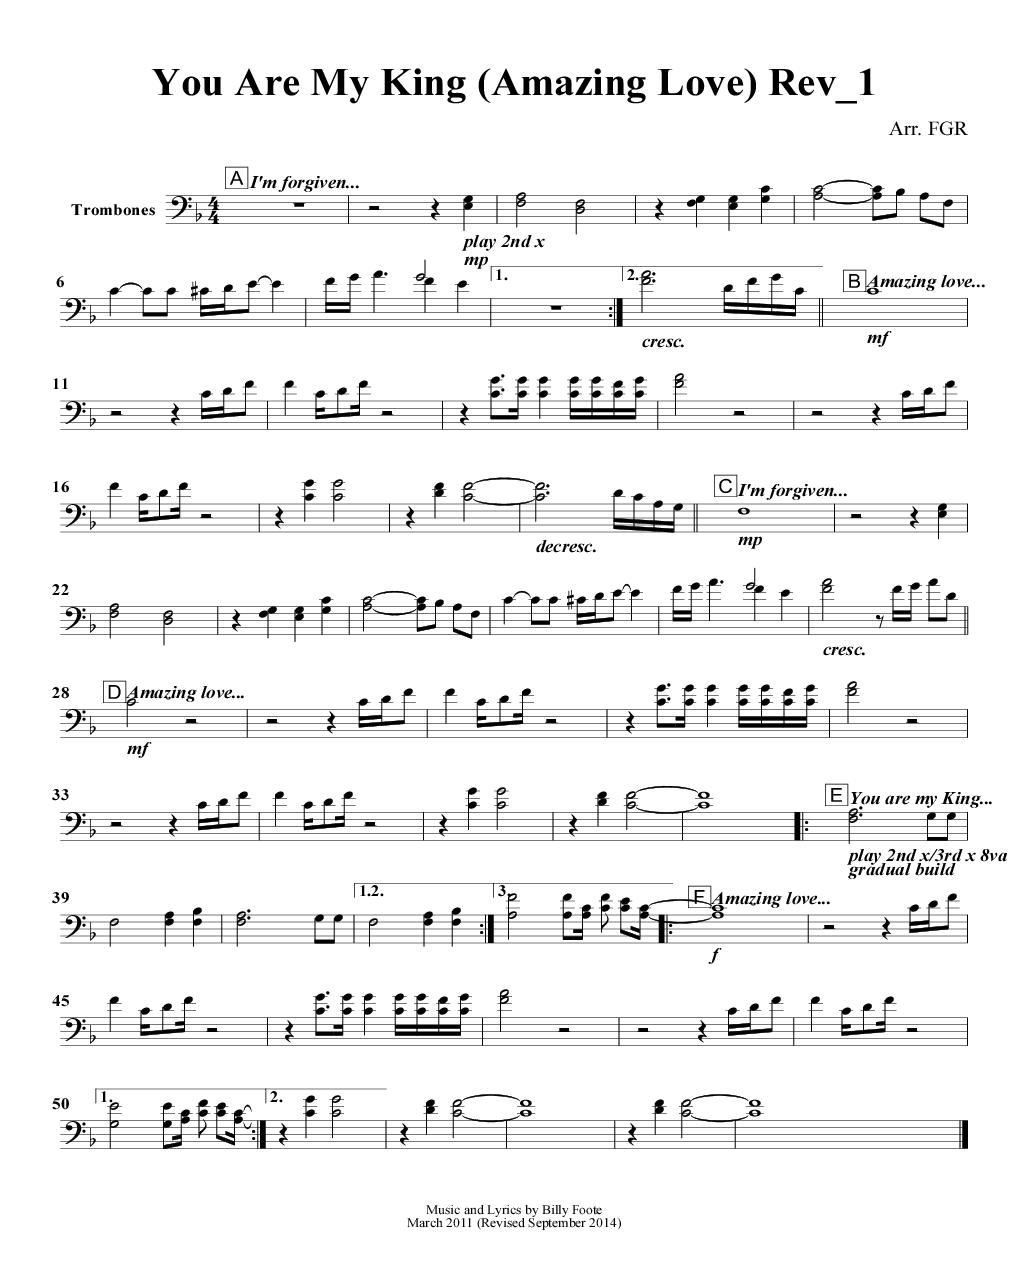 You Are My King (Amazing Love) Rev_1
Arr. FGR
A I'm forgiven...
Trombones
play 2nd x
mp
6
1.
2.
B Amazing love...
cresc.
mf
11
16
C I'm forgiven...
decresc.
mp
22
cresc.
28
D Amazing love...
mf
33
E You are my King...
play 2nd x/3rd x 8va
gradual build
39
1.2.
3.
F Amazing love...
f
45
50
1.
2.
Music and Lyrics by Billy Foote
March 2011 (Revised September 2014)